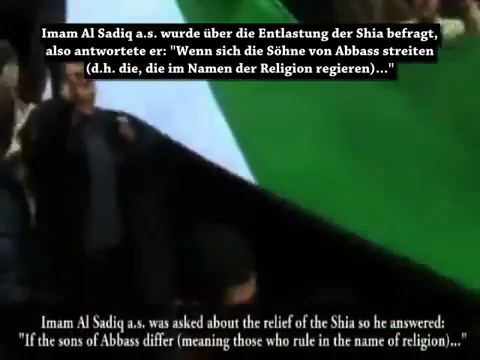 Imam Al Sadiq a.s. wurde über die Entlastung der Shia befragt,
also antwortete er: "Wenn sich die Söhne von Abbass streiten
(d.h. die, die im Namen der Religion regieren)..."
Imam Al Sadiq a.s. was asked about the relief of the Shia so he answered:
"If the sons of Abbass differ (meaning those who rule in the name of religion)..."